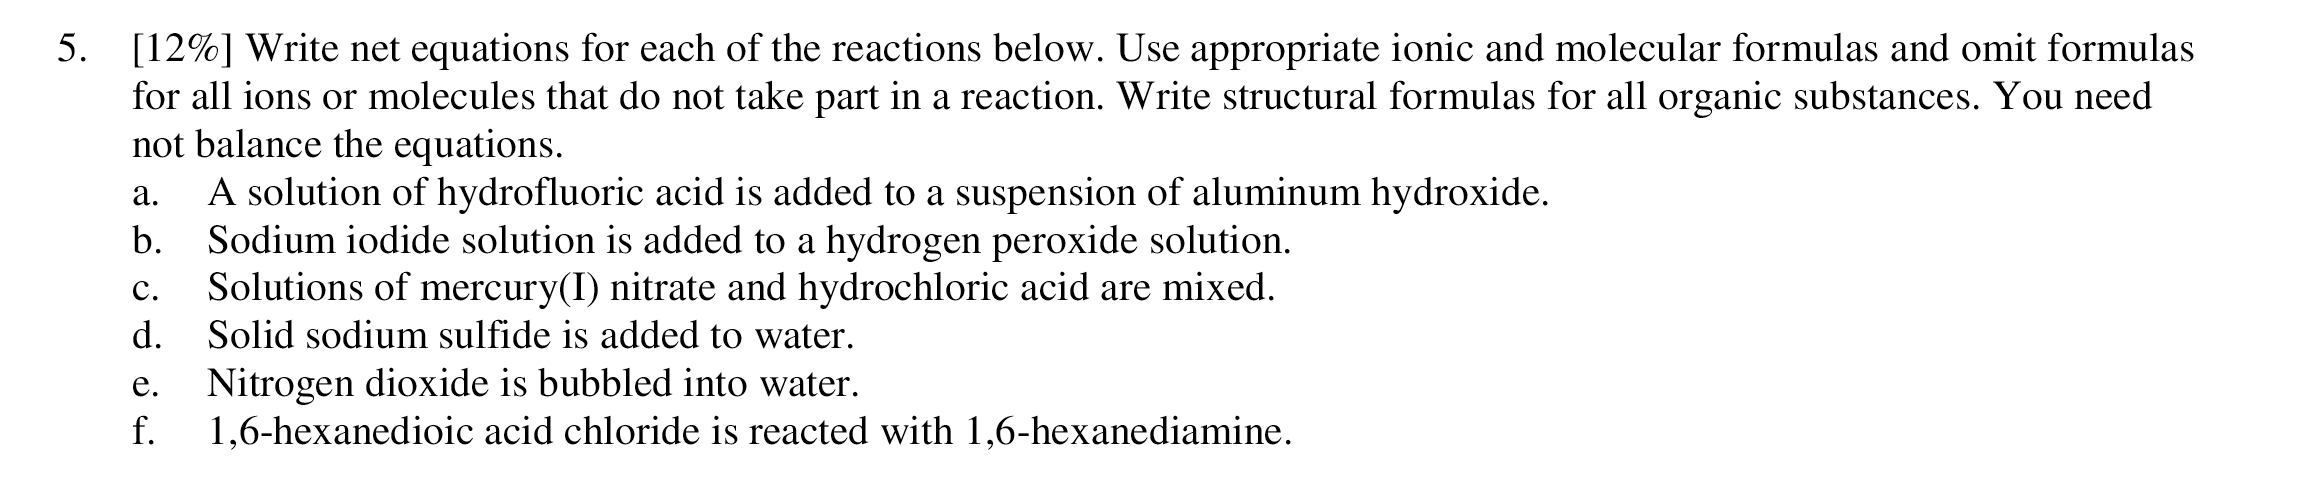 5. [12%] Write net equations for each of the reactions below. Use appropriate ionic and molecular formulas and omit formulas
for all ions or molecules that do not take part in a reaction. Write structural formulas for all organic substances. You need
not balance the equations.
a. A solution of hydrofluoric acid is added to a suspension of aluminum hydroxide.
b. Sodium iodide solution is added to a hydrogen peroxide solution.
c. Solutions of mercury(I) nitrate and hydrochloric acid are mixed.
d. Solid sodium sulfide is added to water.
e. Nitrogen dioxide is bubbled into water.
f. 1,6-hexanedioic acid chloride is reacted with 1,6-hexanediamine.